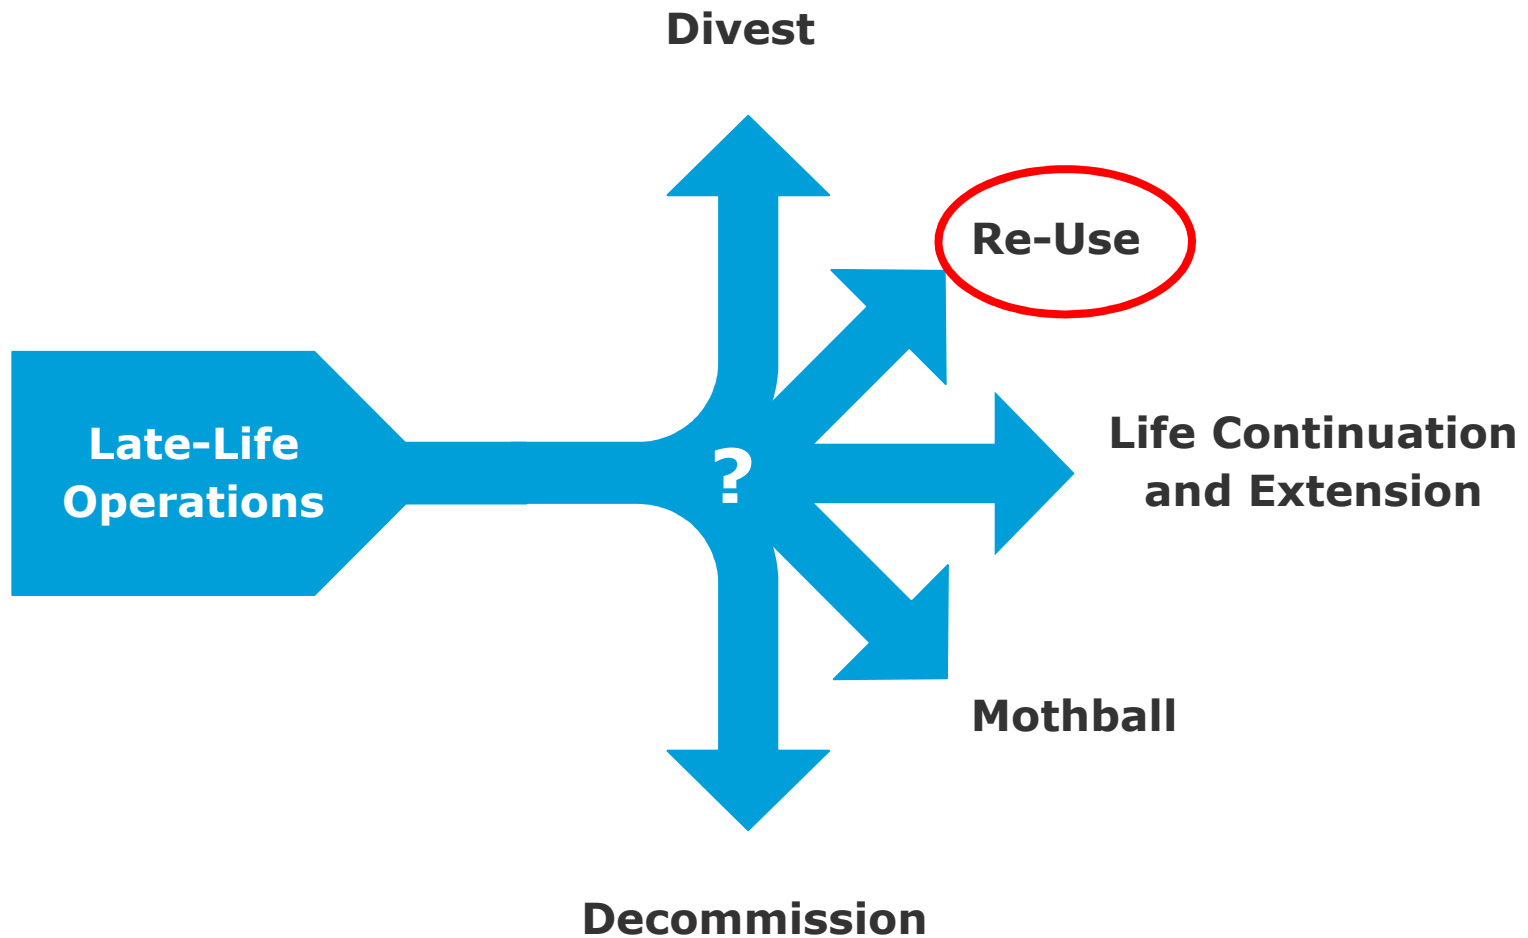 Divest
Re-Use
Late-Life
Operations
?
Life Continuation
and Extension
Mothball
Decommission